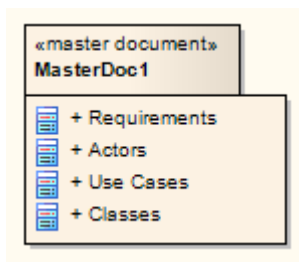 «master document»
MasterDoc1
+ Requirements
+ Actors
+ Use Cases
+ Classes